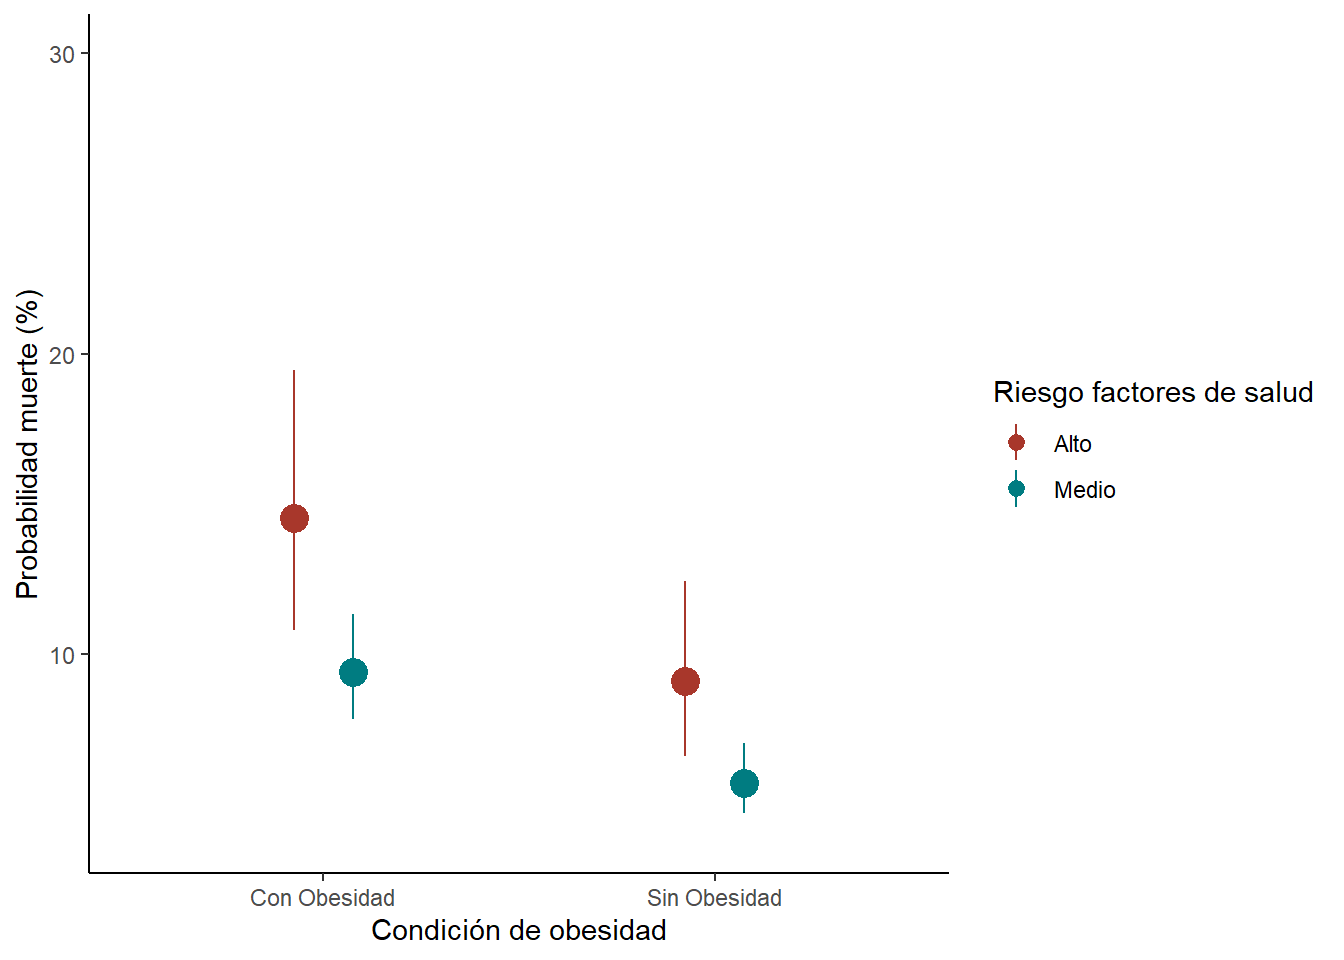 30
20
10
Probabilidad muerte (%)
Con Obesidad
Sin Obesidad
Condición de obesidad
Riesgo factores de salud
Alto
Medio